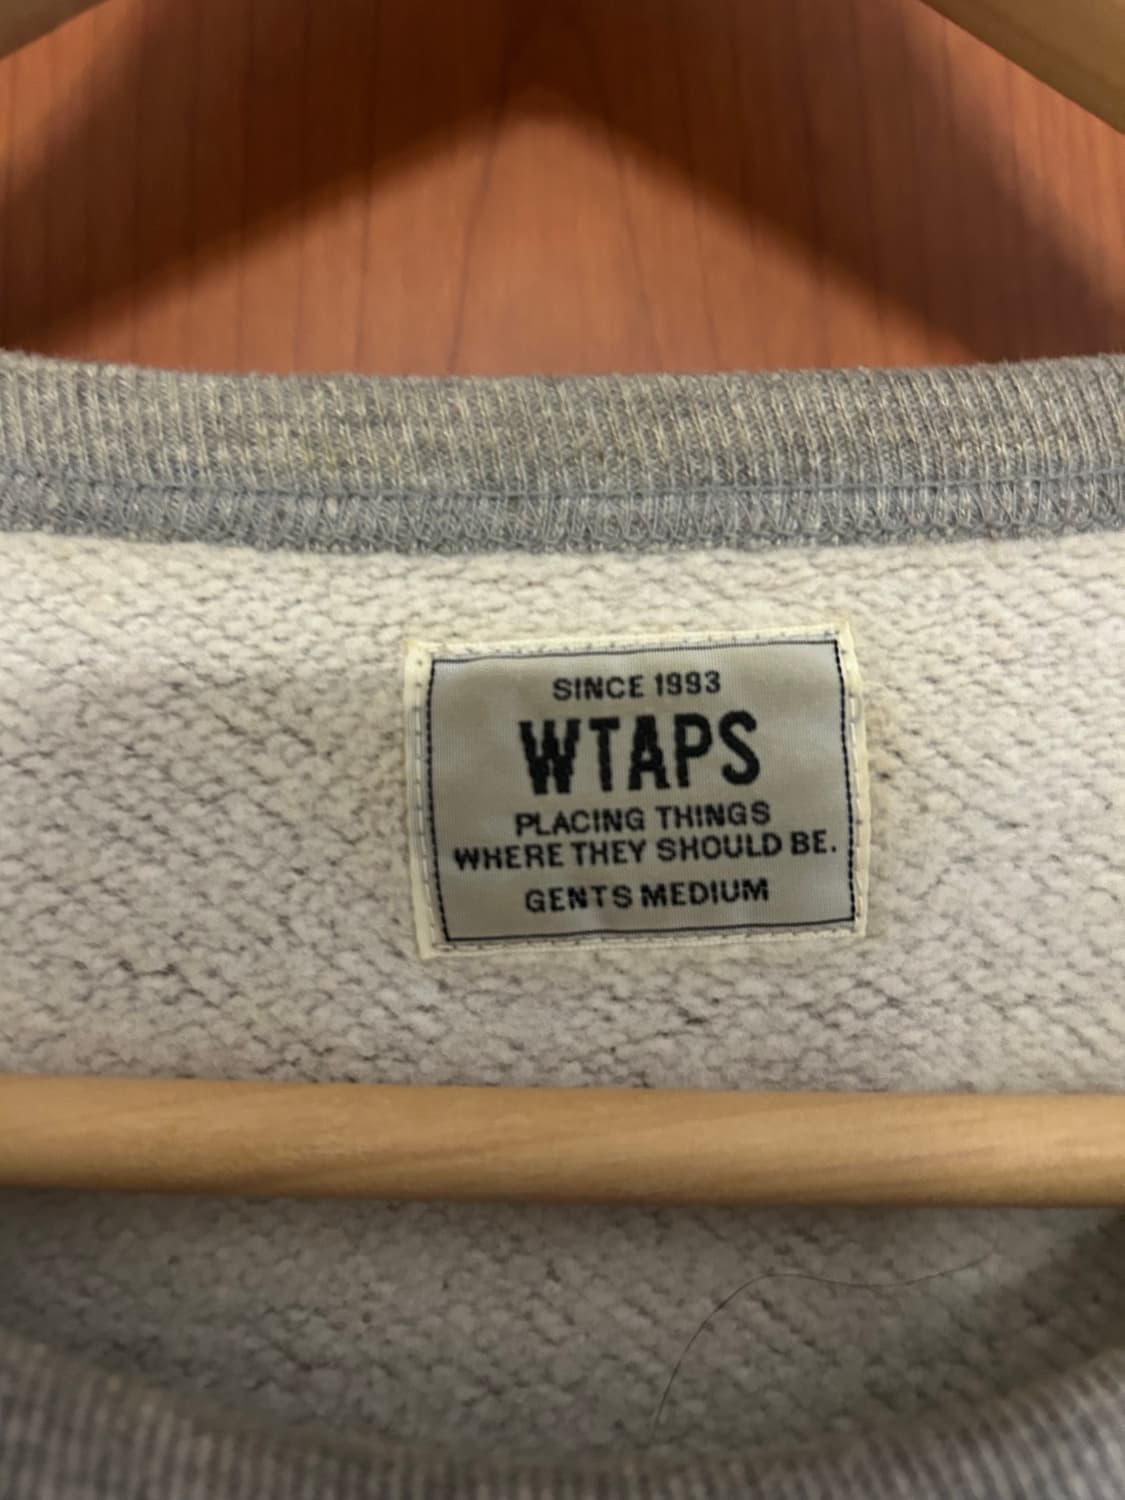 SINCE 1993
WTAPS
PLACING THINGS
WHERE THEY SHOULD BE.
GENTS MEDIUM